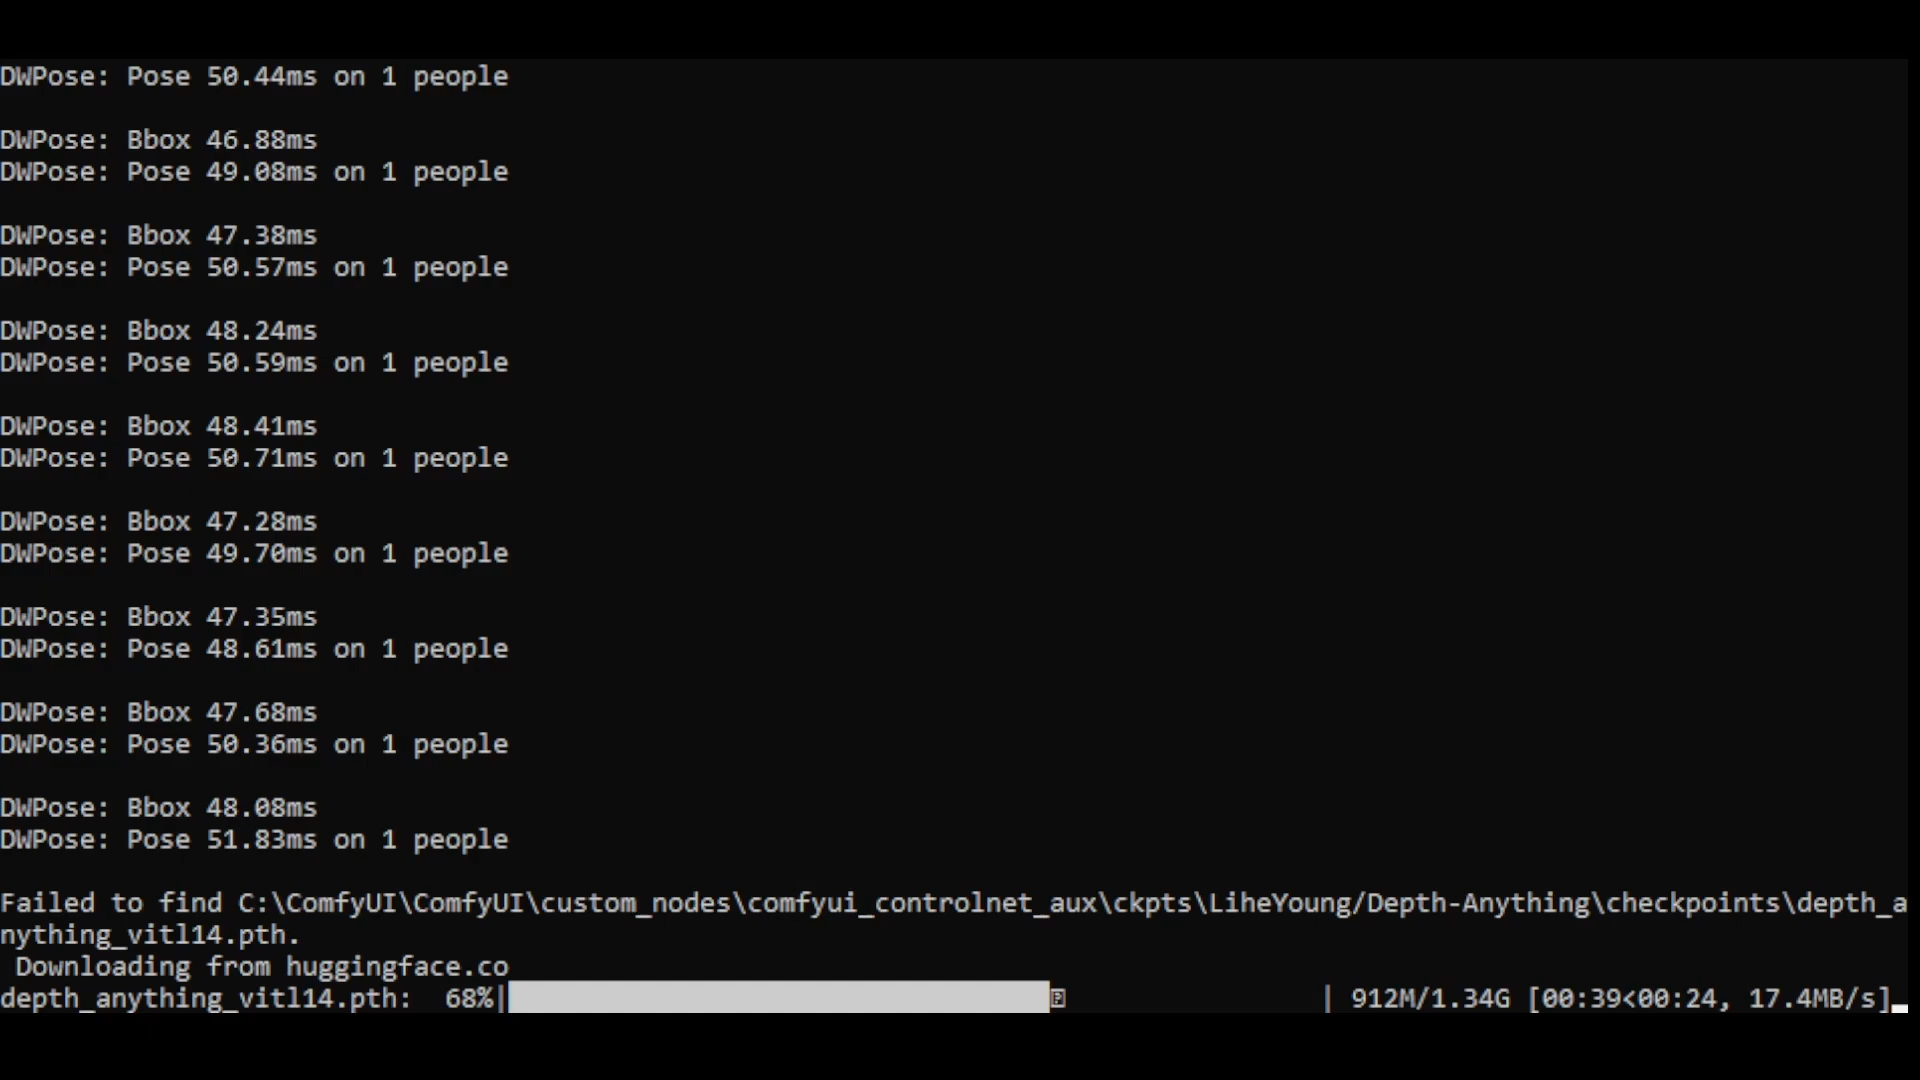 DWPose: Pose 50.44ms on 1 people
DWPose: Bbox 46.88ms
DWPose: Pose 49.08ms on 1 people
DWPose: Bbox 47.38ms
DWPose: Pose 50.57ms on 1 people
DWPose: Bbox 48.24ms
DWPose: Pose 50.59ms on 1 people
DWPose: Bbox 48.41ms
DWPose: Pose 50.71ms on 1 people
DWPose: Bbox 47.28ms
DWPose: Pose 49.70ms on 1 people
DWPose: Bbox 47.35ms
DWPose: Pose 48.61ms on 1 people
DWPose: Bbox 47.68ms
DWPose: Pose 50.36ms on 1 people
DWPose: Bbox 48.08ms
DWPose: Pose 51.83ms on 1 people
Failed to find C:\ComfyUI\ComfyUI\custom_nodes\comfyui_controlnet_aux\ckpts\LiheYoung/Depth-Anything\checkpoints\depth_a
nything_vitl14.pth.
Downloading from huggingface.co
depth_anything_vitl14.pth: 68%| | 912M/1.34G [00:39<00:24, 17.4MB/s]